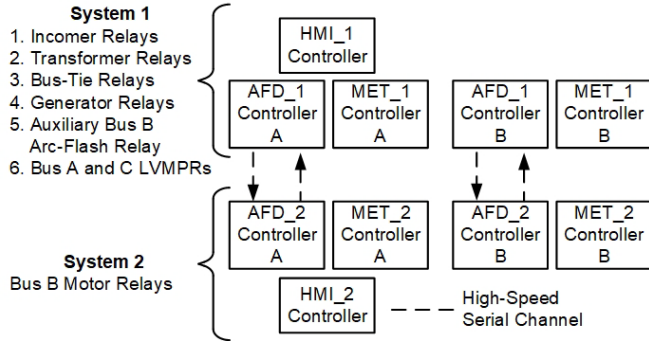 System 1
1. Incomer Relays
2. Transformer Relays
3. Bus-Tie Relays
4. Generator Relays
5. Auxiliary Bus B
Arc-Flash Relay
6. Bus A and C LVMPRs
HMI_1
Controller
AFD_1
Controller
A
MET_1
Controller
A
AFD_1
Controller
B
MET_1
Controller
B
System 2
Bus B Motor Relays
AFD_2
Controller
A
MET_2
Controller
A
AFD_2
Controller
B
MET_2
Controller
B
HMI_2
Controller
High-Speed
Serial Channel